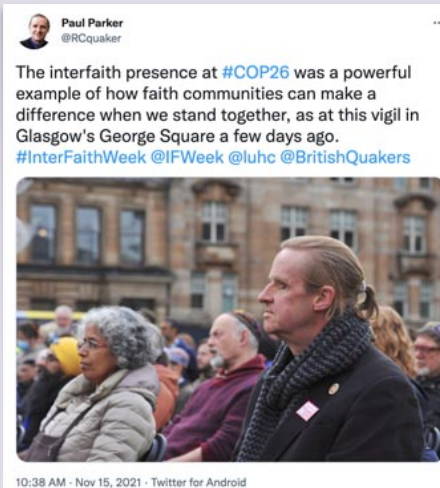 Paul Parker
@RCquaker
The interfaith presence at #COP26 was a powerful
example of how faith communities can make a
difference when we stand together, as at this vigil in
Glasgow's George Square a few days ago.
#InterFaithWeek @IFWeek @luhc @BritishQuakers
10:38 AM · Nov 15, 2021 · Twitter for Android